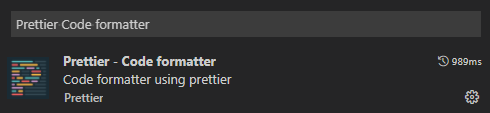 Prettier Code formatter
Prettier - Code formatter
989ms
Code formatter using prettier
Prettier